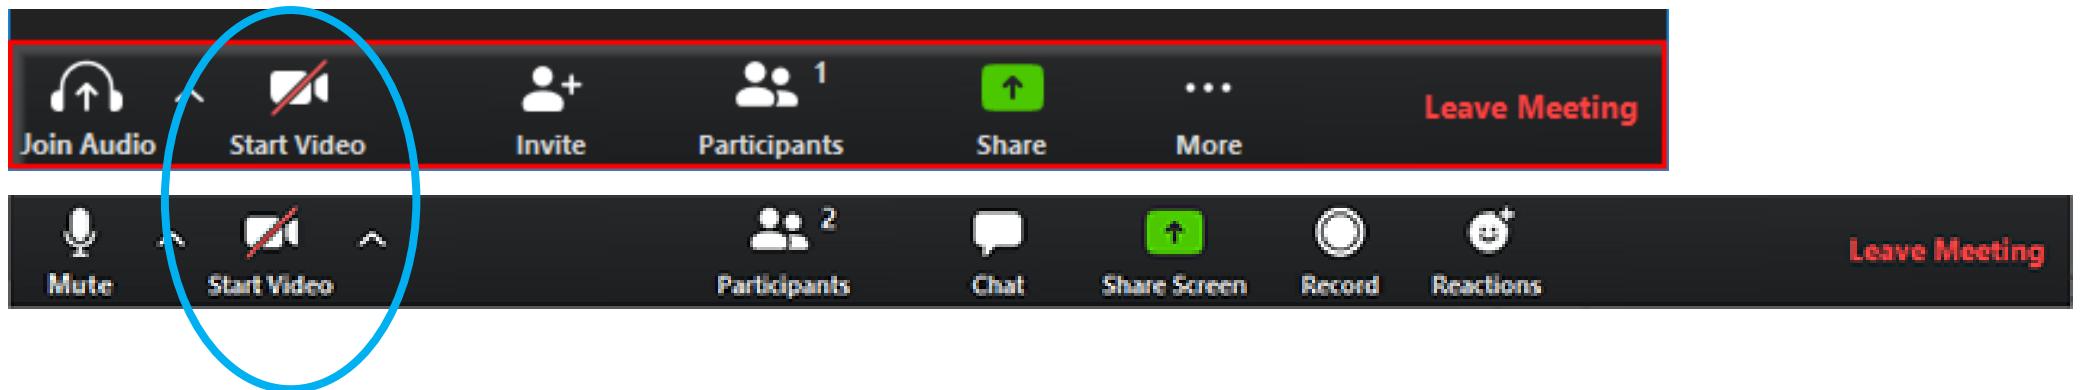 1
Join Audio Start Video Invite Participants Share More Leave Meeting
2
Mute Start Video Participants Chat Share Screen Record Reactions Leave Meeting